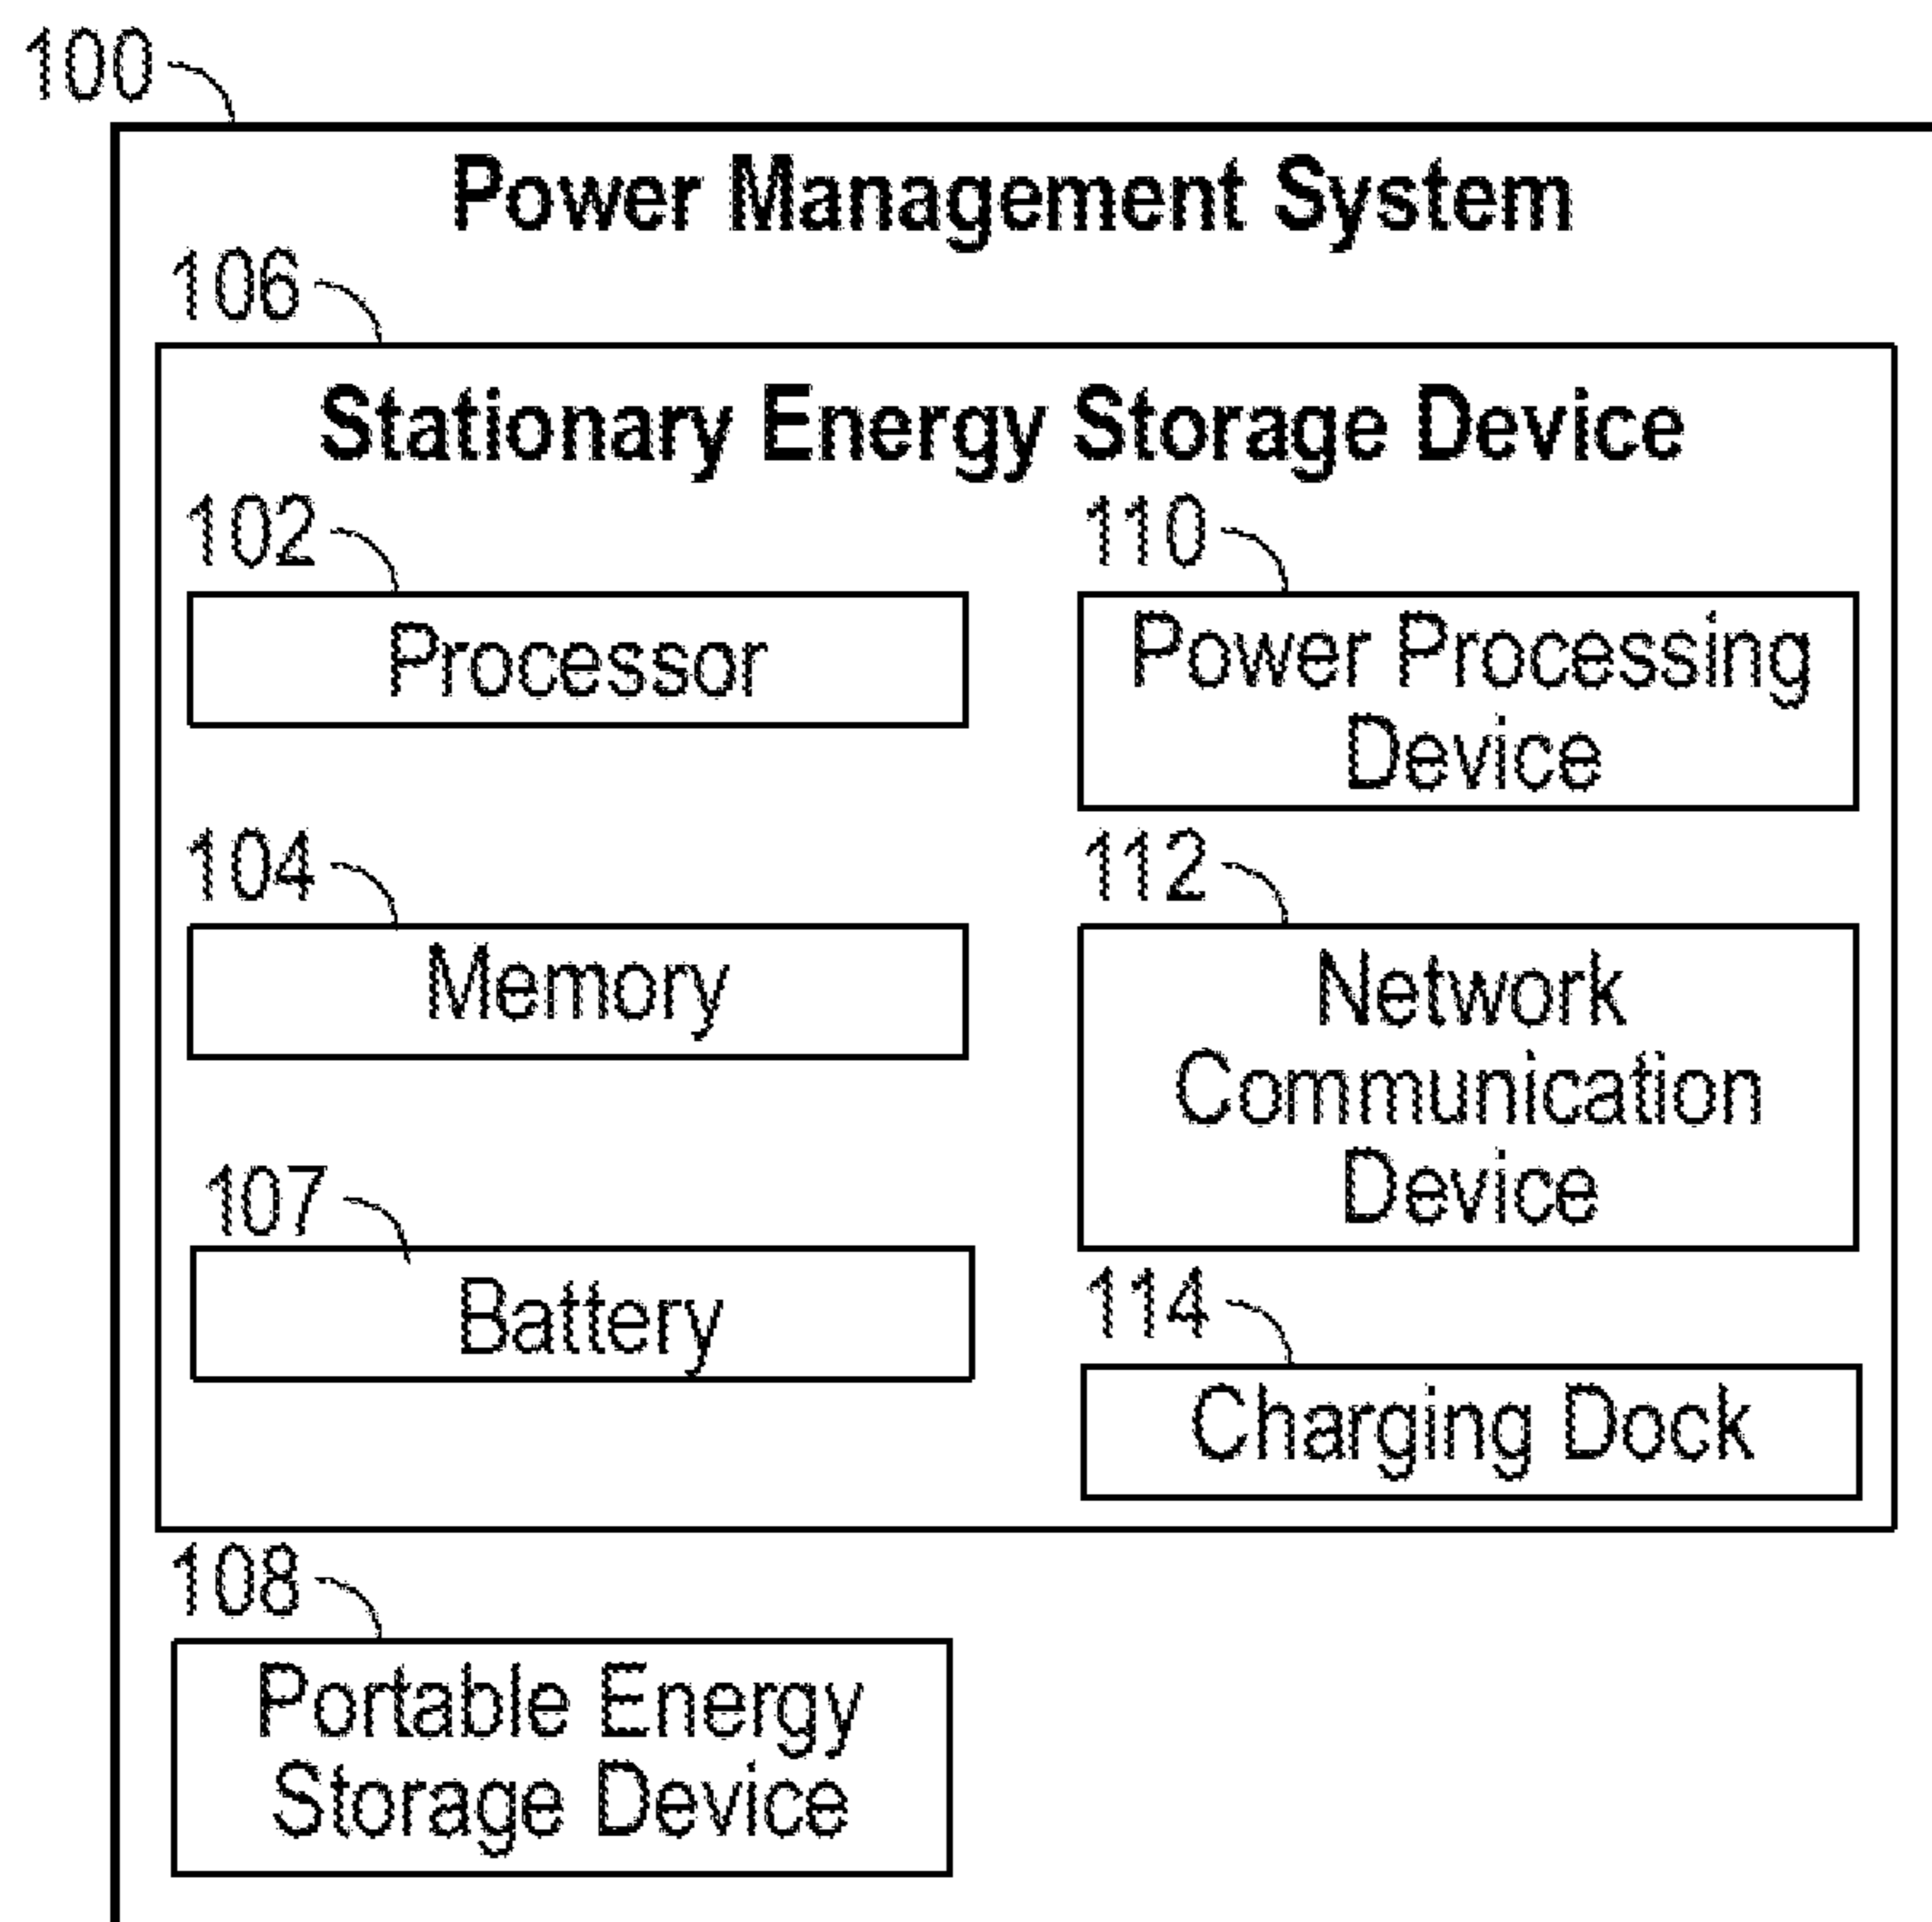 100
Power Management System
106
Stationary Energy Storage Device
102
Processor
110
Power Processing
Device
104
Memory
112
Network
Communication
Device
107
Battery
114
Charging Dock
108
Portable Energy
Storage Device